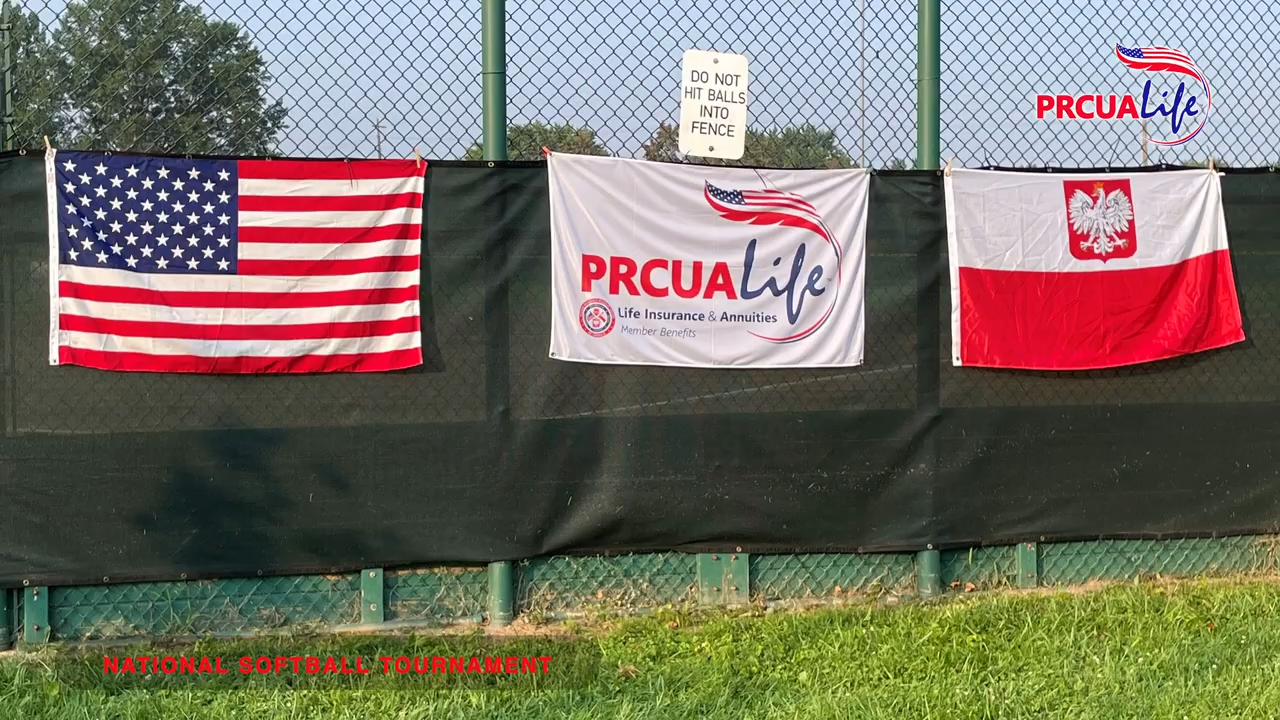 DO NOT
HIT BALLS
INTO
FENCE
PRCUALife
PRCUALife
Life Insurance & Annuities
Member Benefits
NATIONAL SOFTBALL TOURNAMENT